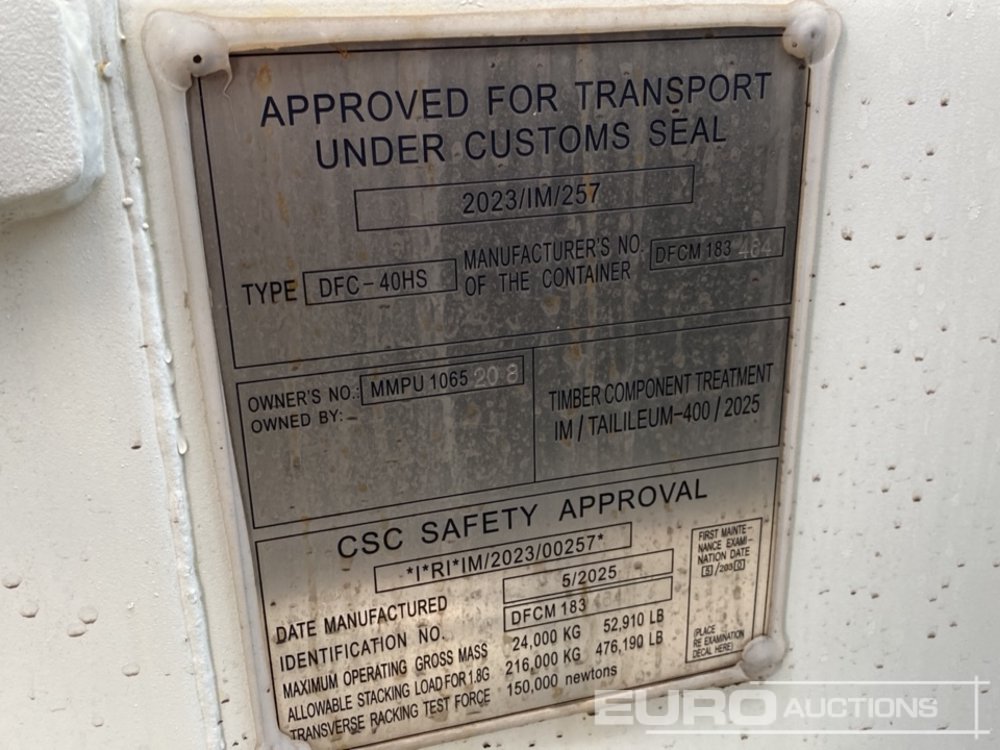 APPROVED FOR TRANSPORT
UNDER CUSTOMS SEAL
2023/IM/257
TYPE DFC-40HS
MANUFACTURER'S NO.
OF THE CONTAINER
DFCM 183 464
OWNER'S NO.: MMPU 1065 20 8
OWNED BY: –
TIMBER COMPONENT TREATMENT
IM / TAILILEUM-400 / 2025
CSC SAFETY APPROVAL
*I*RI*IM/2023/00257*
DATE MANUFACTURED 5/2025
IDENTIFICATION NO. DFCM 183
MAXIMUM OPERATING GROSS MASS 24,000 KG 52,910 LB
ALLOWABLE STACKING LOAD FOR 1.8G 216,000 KG 476,190 LB
TRANSVERSE RACKING TEST FORCE 150,000 newtons
FIRST MAINTE-
NANCE EXAMI-
NATION DATE
5/2030
(PLACE
RE EXAMINATION
DECAL HERE)
EURO AUCTIONS